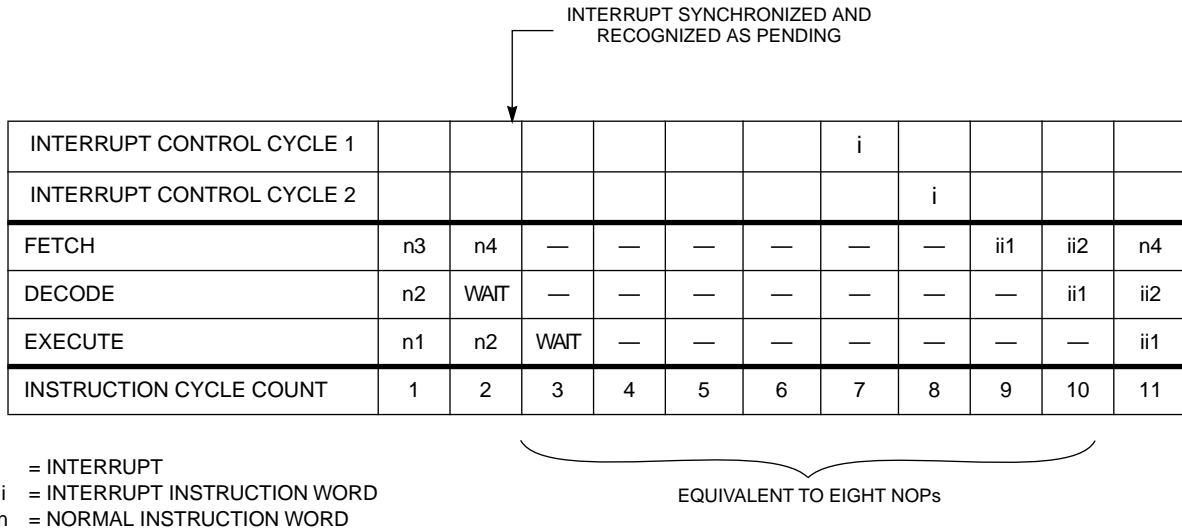 INTERRUPT SYNCHRONIZED AND
RECOGNIZED AS PENDING
INTERRUPT CONTROL CYCLE 1 i
INTERRUPT CONTROL CYCLE 2 i
FETCH n3 n4 — — — — — — ii1 ii2 n4
DECODE n2 WAIT — — — — — — — ii1 ii2
EXECUTE n1 n2 WAIT — — — — — — — ii1
INSTRUCTION CYCLE COUNT 1 2 3 4 5 6 7 8 9 10 11
EQUIVALENT TO EIGHT NOPs
= INTERRUPT
i = INTERRUPT INSTRUCTION WORD
= NORMAL INSTRUCTION WORD